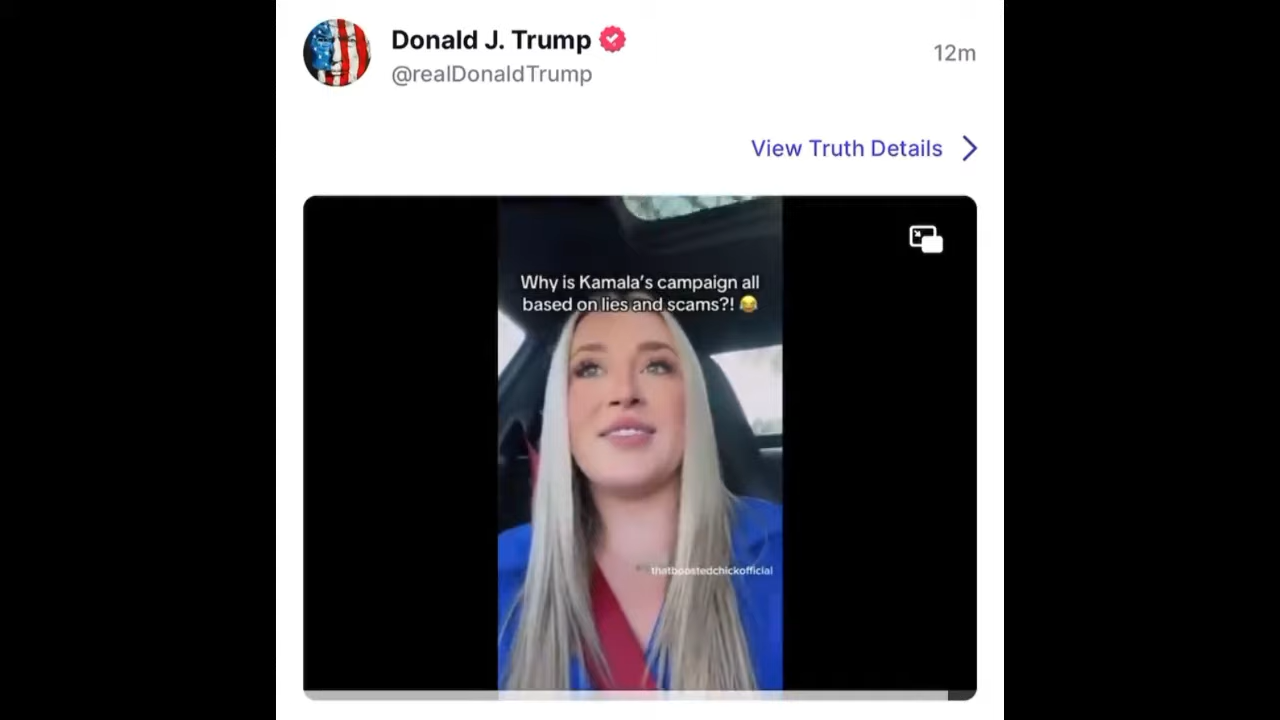 Donald J. Trump
@realDonaldTrump
12m
View Truth Details
Why is Kamala's campaign all
based on lies and scams?! 😂
thatboostedchickofficial